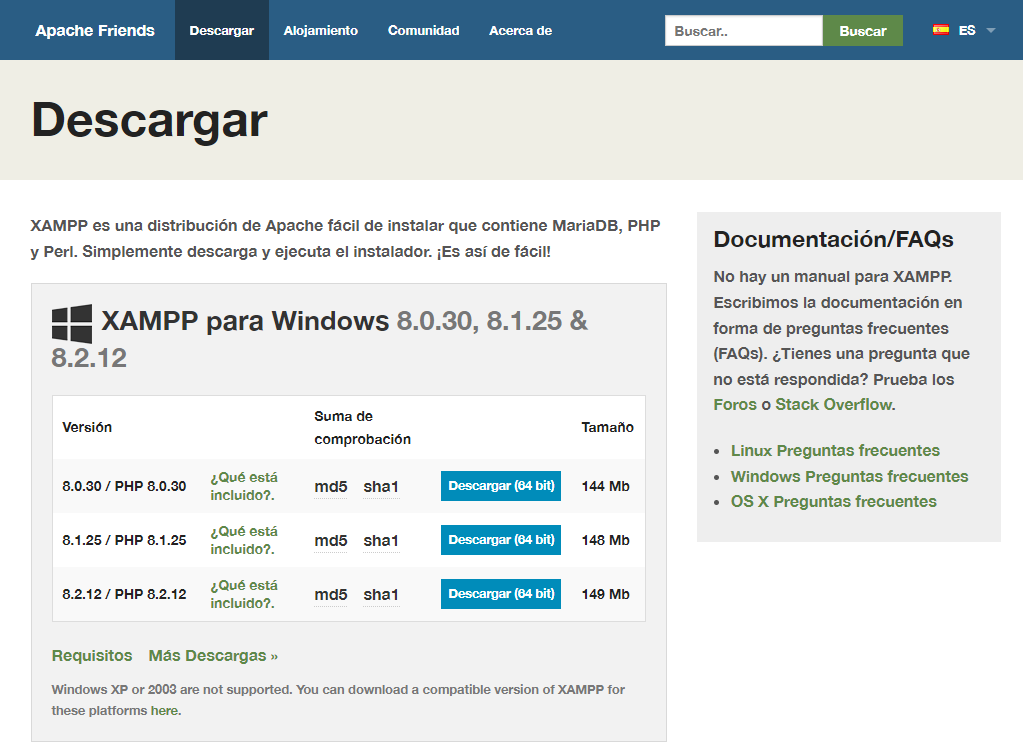 Apache Friends Descargar Alojamiento Comunidad Acerca de Buscar.. Buscar ES
Descargar
XAMPP es una distribución de Apache fácil de instalar que contiene MariaDB, PHP
y Perl. Simplemente descarga y ejecuta el instalador. ¡Es así de fácil!
XAMPP para Windows 8.0.30, 8.1.25 &
8.2.12
Versión
Suma de
comprobación
Tamaño
8.0.30 / PHP 8.0.30
¿Qué está
incluido?.
md5 sha1
Descargar (64 bit)
144 Mb
8.1.25 / PHP 8.1.25
¿Qué está
incluido?.
md5 sha1
Descargar (64 bit)
148 Mb
8.2.12 / PHP 8.2.12
¿Qué está
incluido?.
md5 sha1
Descargar (64 bit)
149 Mb
Requisitos Más Descargas »
Windows XP or 2003 are not supported. You can download a compatible version of XAMPP for
these platforms here.
Documentación/FAQs
No hay un manual para XAMPP.
Escribimos la documentación en
forma de preguntas frecuentes
(FAQs). ¿Tienes una pregunta que
no está respondida? Prueba los
Foros o Stack Overflow.
• Linux Preguntas frecuentes
• Windows Preguntas frecuentes
• OS X Preguntas frecuentes